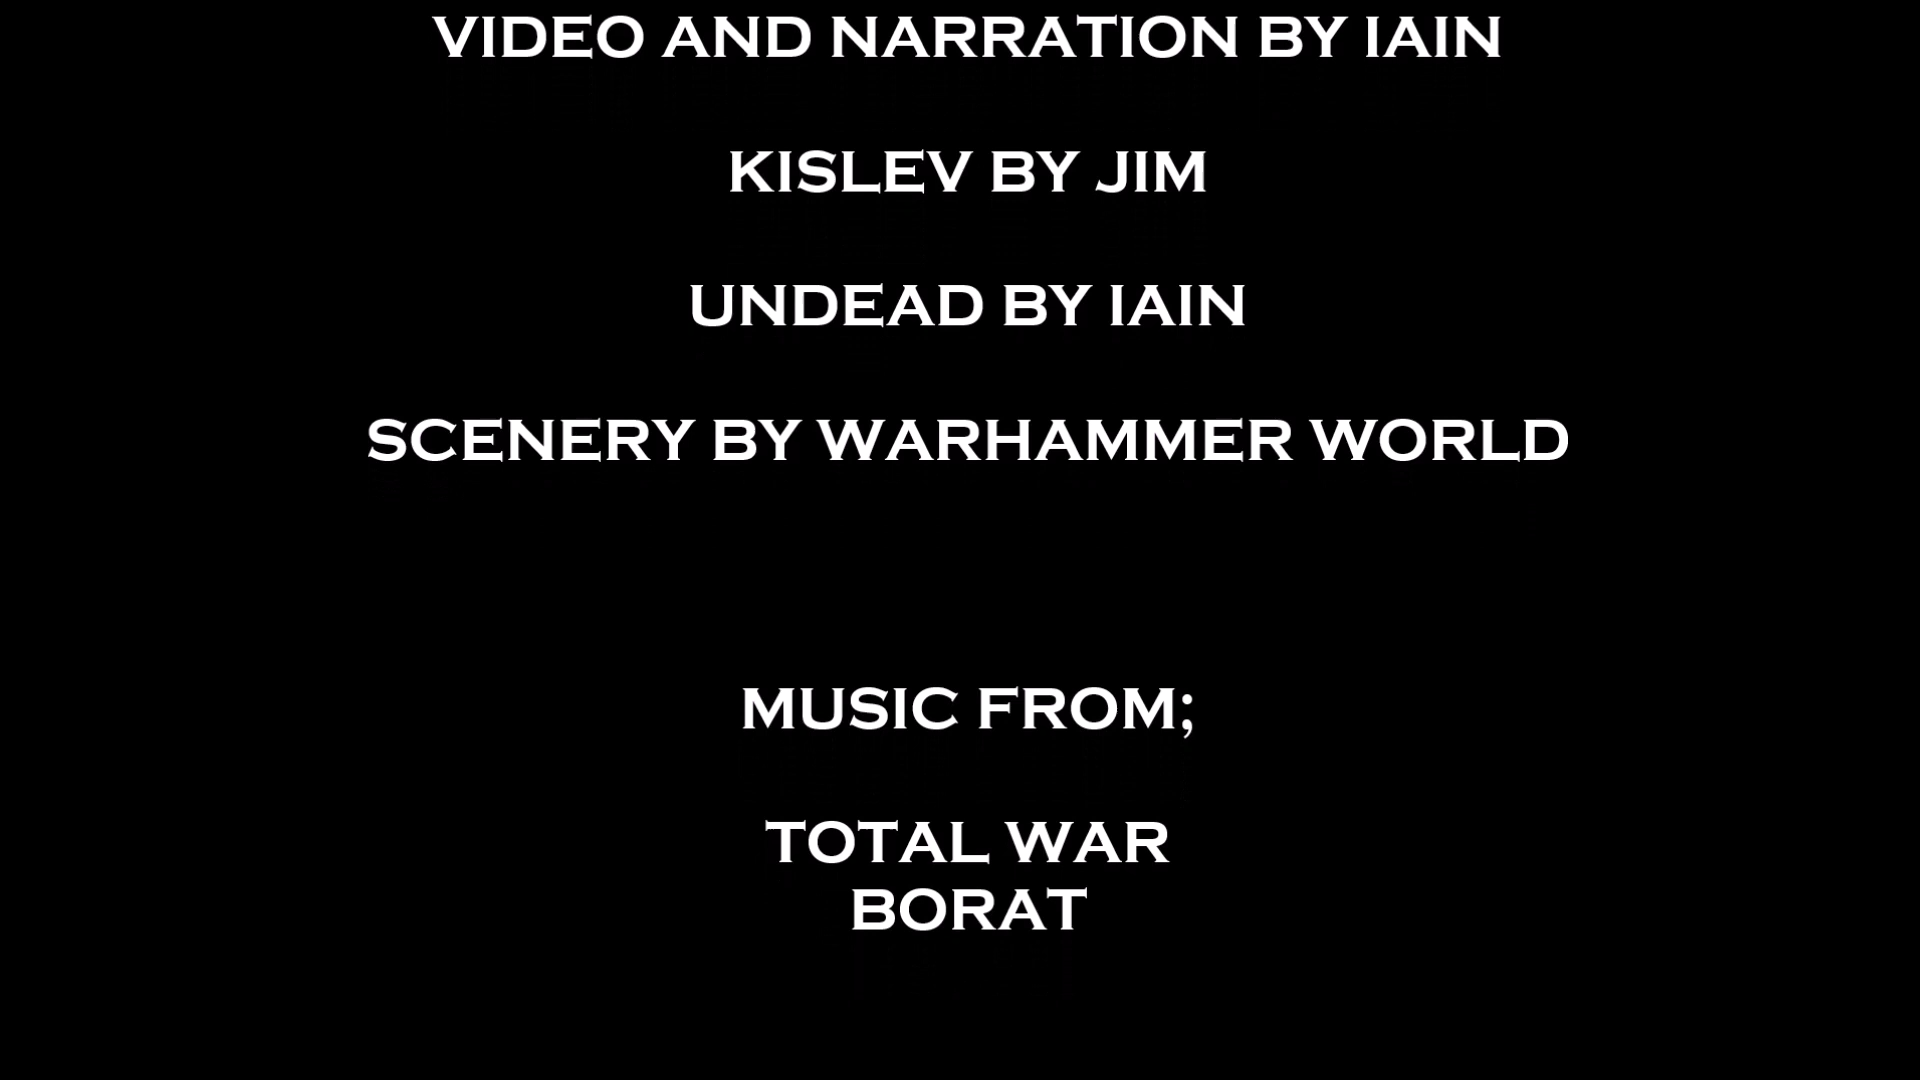 VIDEO AND NARRATION BY IAIN
KISLEV BY JIM
UNDEAD BY IAIN
SCENERY BY WARHAMMER WORLD
MUSIC FROM;
TOTAL WAR
BORAT